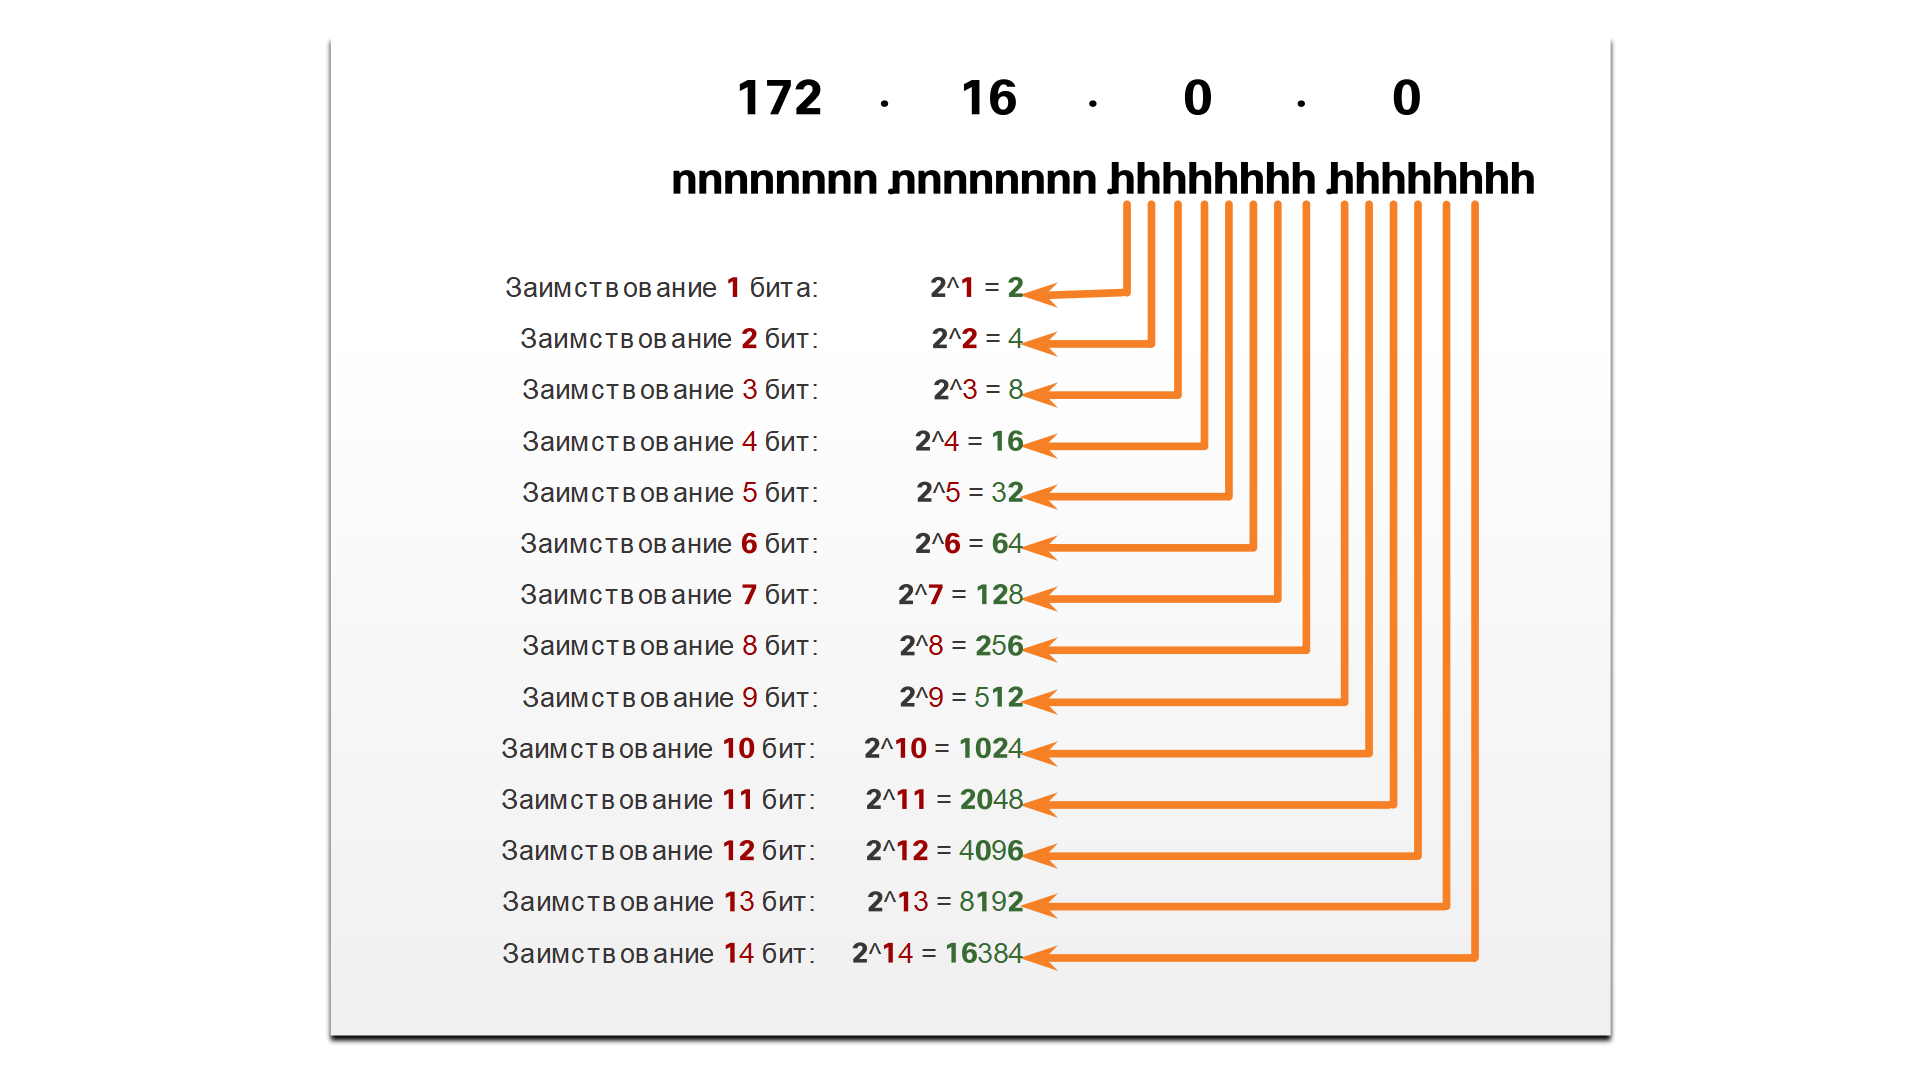 172 . 16 . 0 . 0
nnnnnnnn .nnnnnnnn .hhhhhhhh .hhhhhhhh
Заимствование 1 бита: 2^1 = 2
Заимствование 2 бит: 2^2 = 4
Заимствование 3 бит: 2^3 = 8
Заимствование 4 бит: 2^4 = 16
Заимствование 5 бит: 2^5 = 32
Заимствование 6 бит: 2^6 = 64
Заимствование 7 бит: 2^7 = 128
Заимствование 8 бит: 2^8 = 256
Заимствование 9 бит: 2^9 = 512
Заимствование 10 бит: 2^10 = 1024
Заимствование 11 бит: 2^11 = 2048
Заимствование 12 бит: 2^12 = 4096
Заимствование 13 бит: 2^13 = 8192
Заимствование 14 бит: 2^14 = 16384